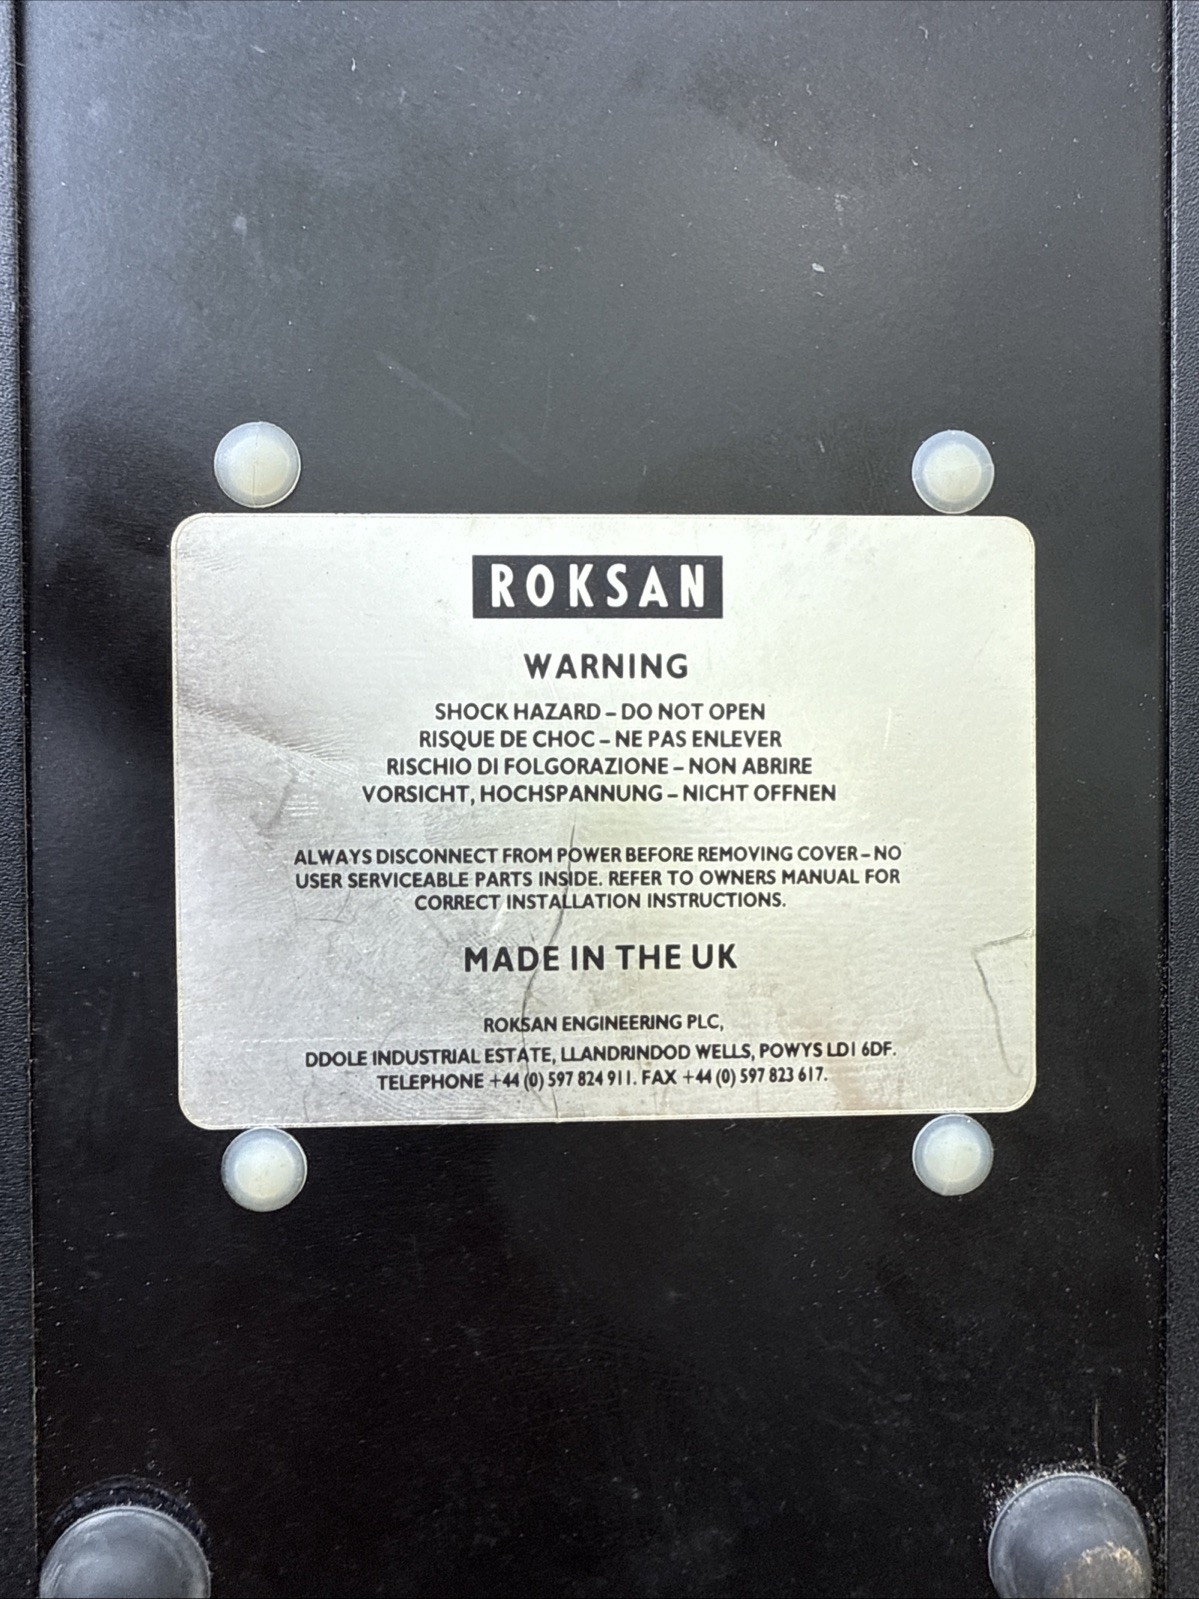 ROKSAN
WARNING
SHOCK HAZARD – DO NOT OPEN
RISQUE DE CHOC – NE PAS ENLEVER
RISCHIO DI FOLGORAZIONE – NON ABRIRE
VORSICHT, HOCHSPANNUNG – NICHT OFFNEN
ALWAYS DISCONNECT FROM POWER BEFORE REMOVING COVER – NO
USER SERVICEABLE PARTS INSIDE. REFER TO OWNERS MANUAL FOR
CORRECT INSTALLATION INSTRUCTIONS.
MADE IN THE UK
ROKSAN ENGINEERING PLC,
DDOLE INDUSTRIAL ESTATE, LLANDRINDOD WELLS, POWYS LD1 6DF.
TELEPHONE +44 (0) 597 824 911. FAX +44 (0) 597 823 617.